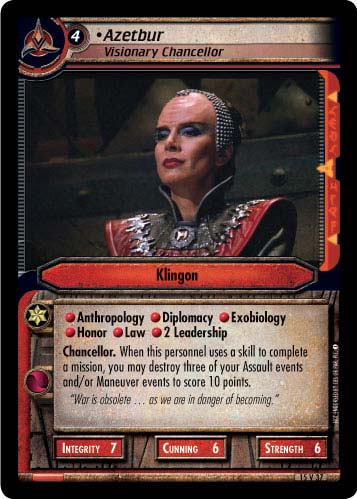 4
•Azetbur
Visionary Chancellor
Klingon
•Anthropology •Diplomacy •Exobiology
•Honor •Law •2 Leadership
Chancellor. When this personnel uses a skill to complete
a mission, you may destroy three of your Assault events
and/or Maneuver events to score 10 points.
"War is obsolete ... as we are in danger of becoming."
INTEGRITY 7 CUNNING 6 STRENGTH 6
15 V 37